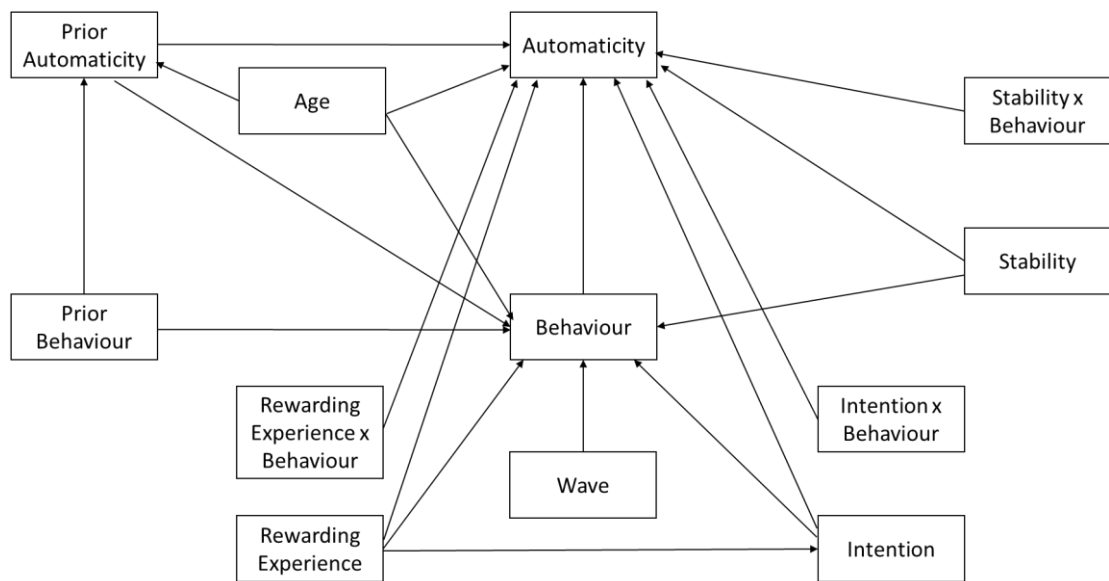 Prior
Automaticity
Automaticity
Age
Stability x
Behaviour
Stability
Prior
Behaviour
Behaviour
Rewarding
Experience x
Behaviour
Intention x
Behaviour
Wave
Rewarding
Experience
Intention